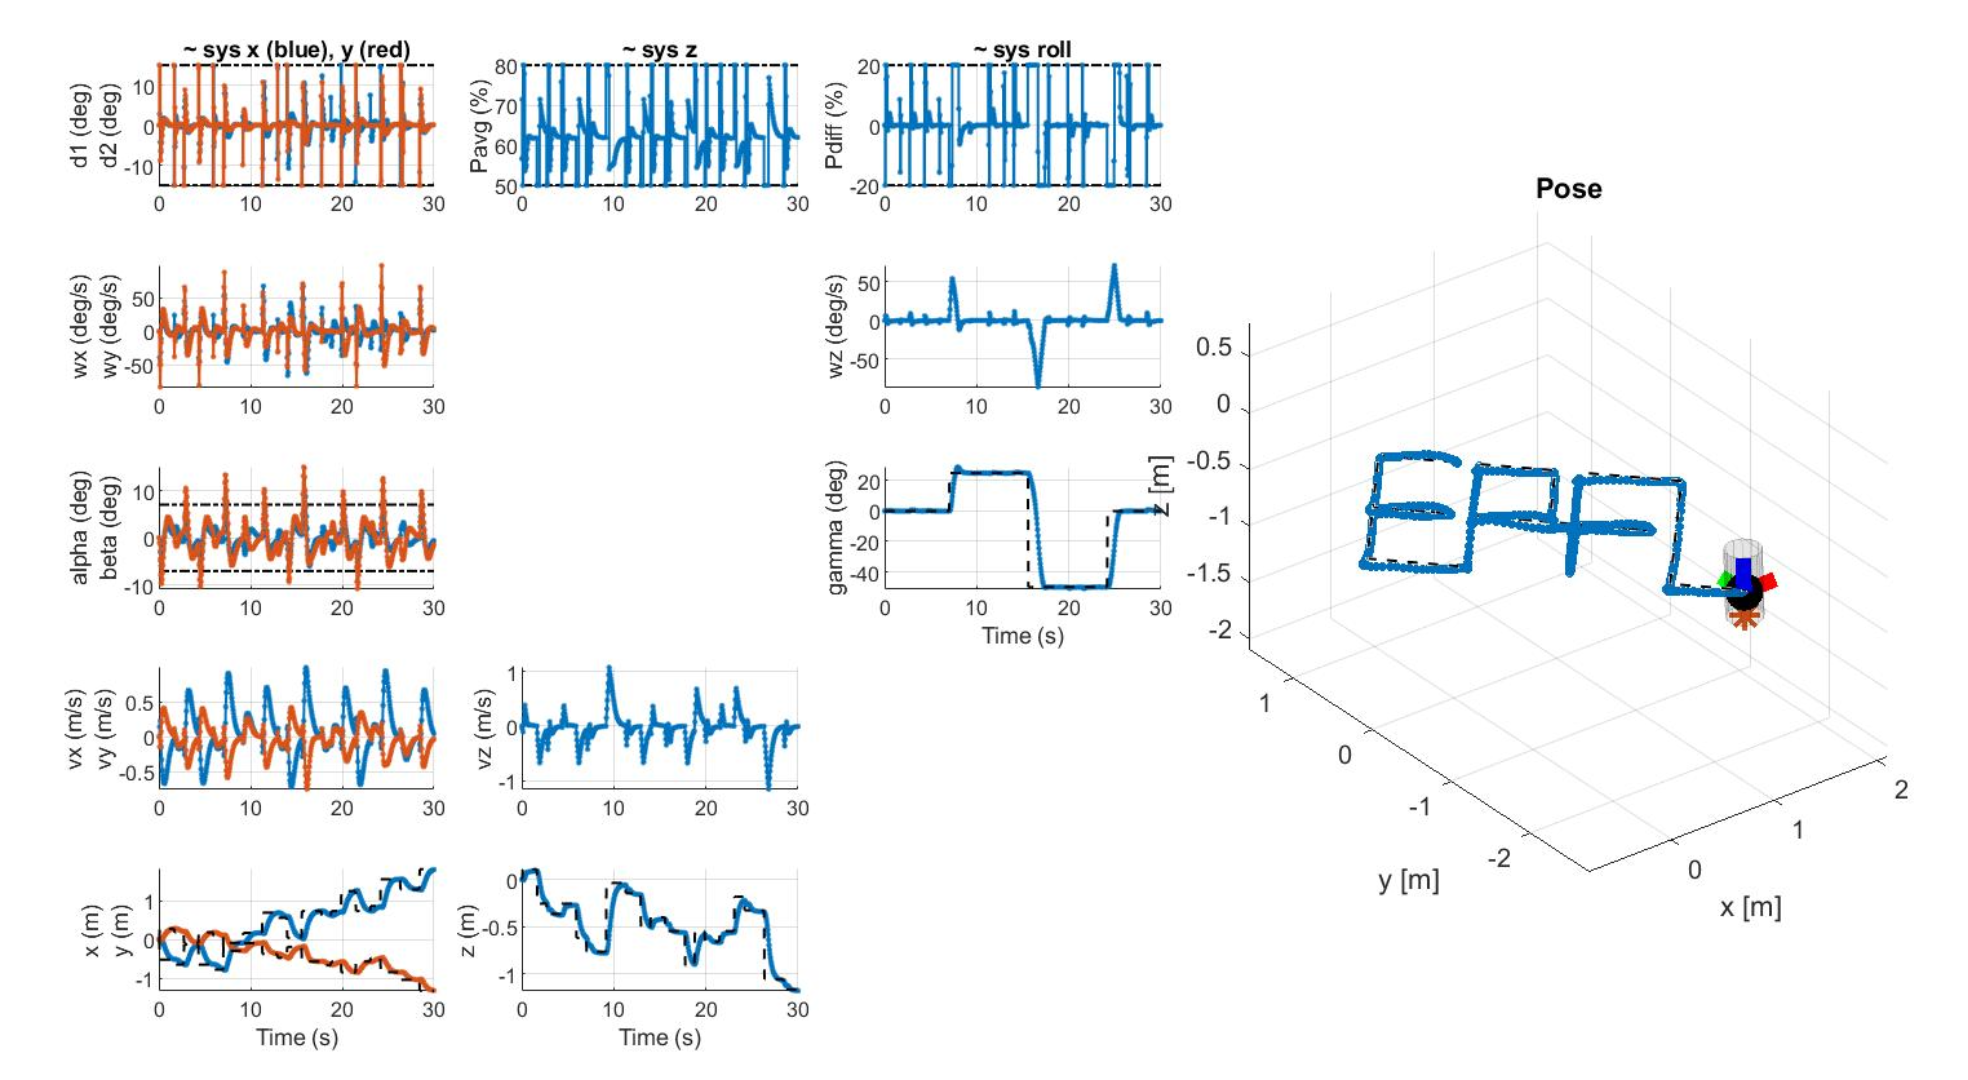 ~ sys x (blue), y (red)
~ sys z
~ sys roll
d1 (deg)
d2 (deg)
10
0
-10
0 10 20 30
Pavg (%)
80
70
60
50
0 10 20 30
Pdiff (%)
20
0
-20
0 10 20 30
wx (deg/s)
wy (deg/s)
50
0
-50
0 10 20 30
wz (deg/s)
50
0
-50
0 10 20 30
alpha (deg)
beta (deg)
10
0
-10
0 10 20 30
gamma (deg)
20
0
-20
-40
0 10 20 30
Time (s)
vx (m/s)
vy (m/s)
0.5
0
-0.5
0 10 20 30
vz (m/s)
1
0
-1
0 10 20 30
x (m)
y (m)
1
0
-1
0 10 20 30
Time (s)
z (m)
0
-0.5
-1
0 10 20 30
Time (s)
Pose
z [m]
0.5
0
-0.5
-1
-1.5
-2
1
0
-1
-2
y [m]
0
1
2
x [m]